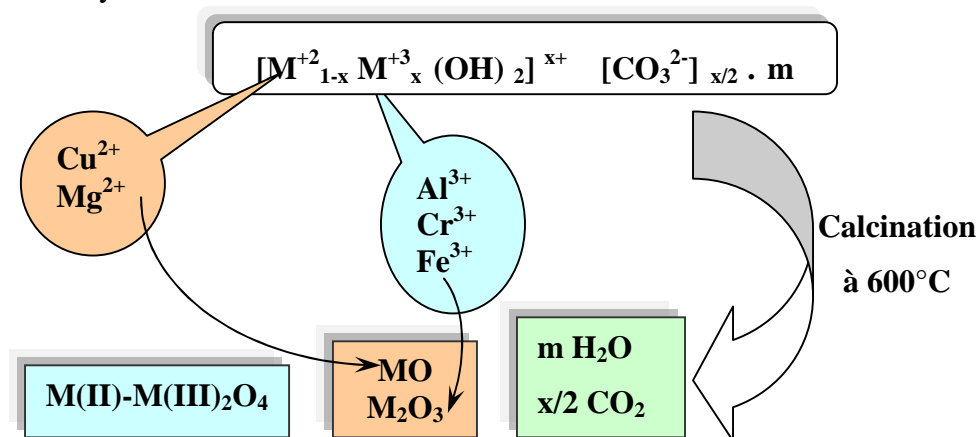 [M⁺²₁₋ₓ M⁺³ₓ (OH) ₂] ˣ⁺ [CO₃²⁻] ₓ/₂ . m
Cu²⁺
Mg²⁺
Al³⁺
Cr³⁺
Fe³⁺
Calcination
à 600°C
M(II)-M(III)₂O₄
MO
M₂O₃
m H₂O
x/2 CO₂